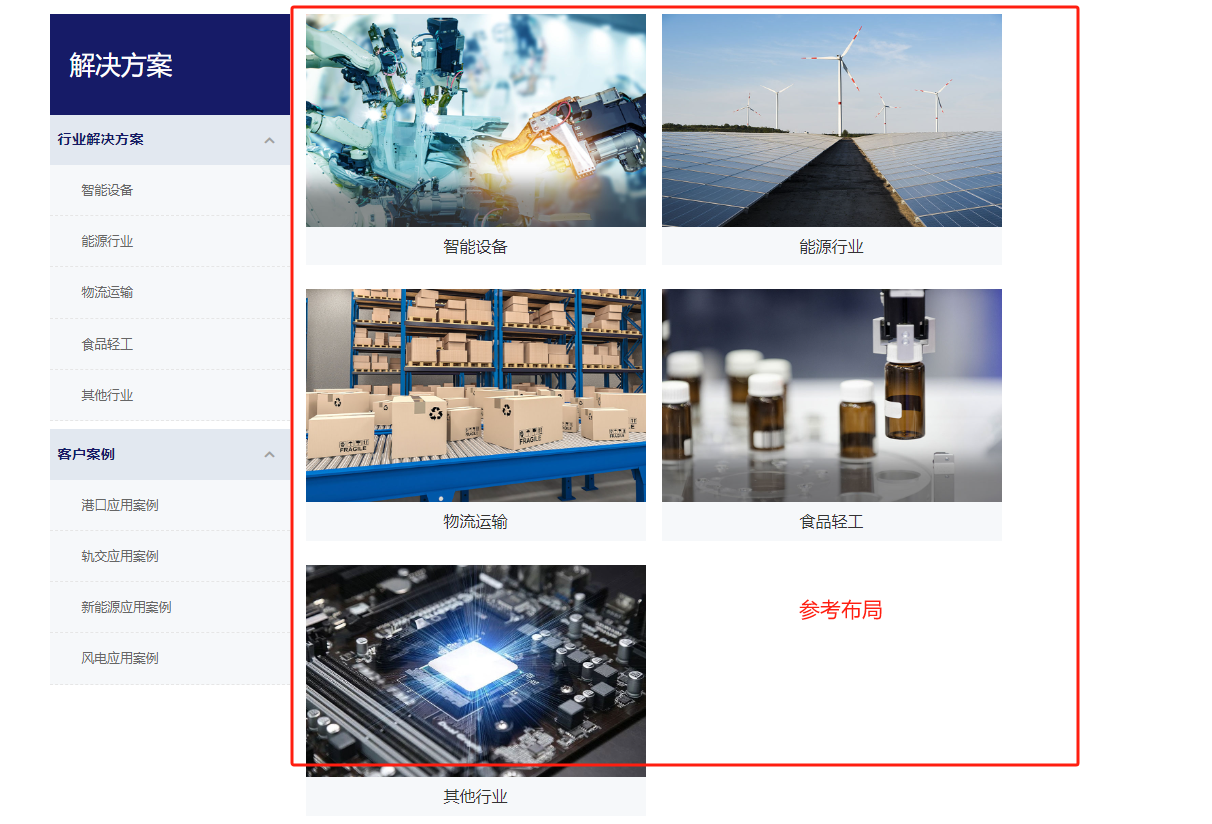 解决方案
行业解决方案
智能设备
能源行业
物流运输
食品轻工
其他行业
客户案例
港口应用案例
轨交应用案例
新能源应用案例
风电应用案例
智能设备
能源行业
FRAGILE
FRAGILE
FRAGILE
物流运输
食品轻工
参考布局
其他行业